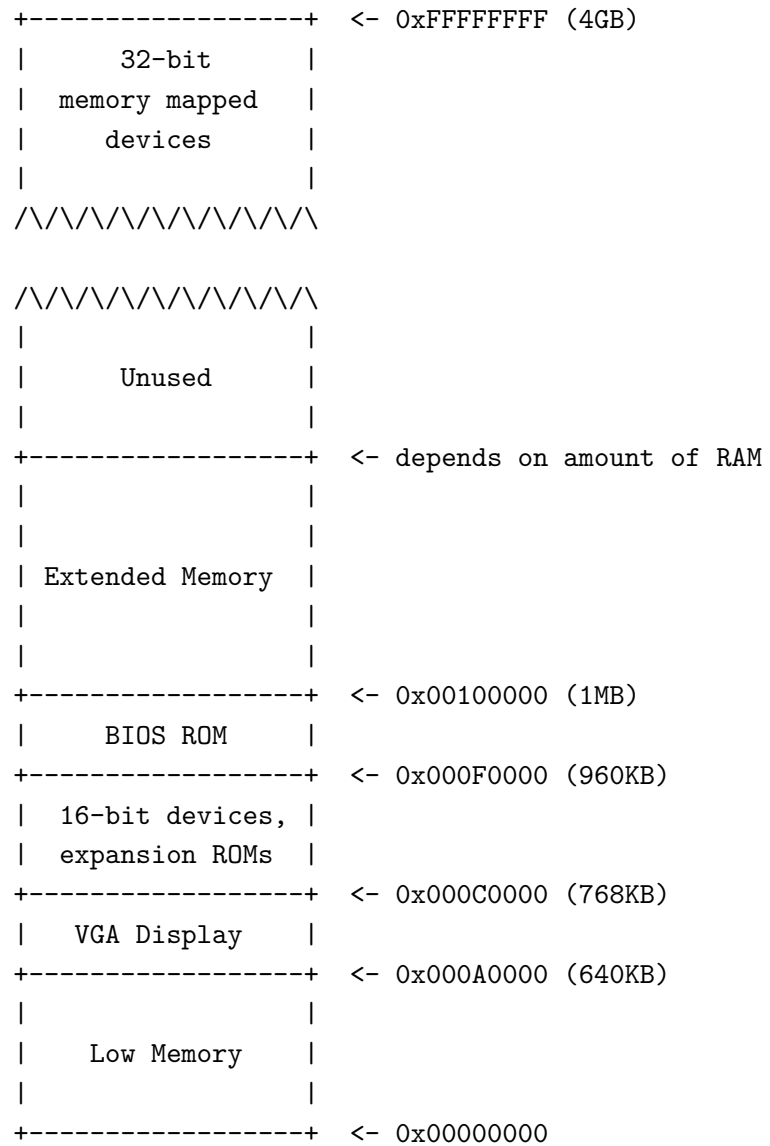 +------------------+  <- 0xFFFFFFFF (4GB)
|      32-bit      |
|  memory mapped   |
|     devices      |
|                  |
/\/\/\/\/\/\/\/\/\/\

/\/\/\/\/\/\/\/\/\/\
|                  |
|      Unused      |
|                  |
+------------------+  <- depends on amount of RAM
|                  |
|                  |
| Extended Memory  |
|                  |
|                  |
+------------------+  <- 0x00100000 (1MB)
|     BIOS ROM     |
+------------------+  <- 0x000F0000 (960KB)
|  16-bit devices, |
|  expansion ROMs  |
+------------------+  <- 0x000C0000 (768KB)
|   VGA Display    |
+------------------+  <- 0x000A0000 (640KB)
|                  |
|    Low Memory    |
|                  |
+------------------+  <- 0x00000000